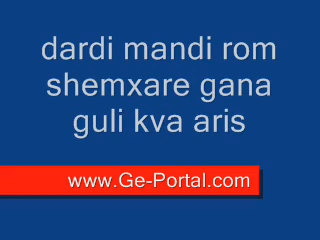 dardi mandi rom
shemxare gana
guli kva aris
www.Ge-Portal.com